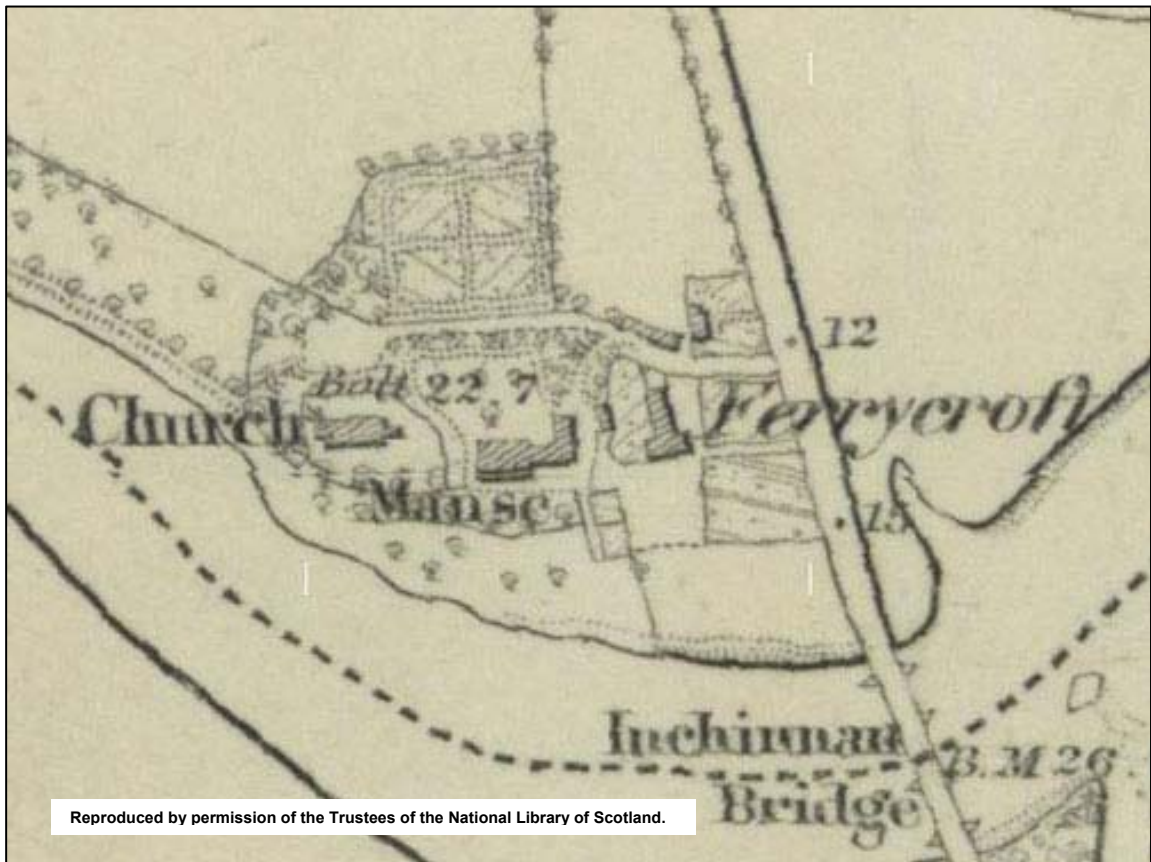 12
Bolt 22.7
Church
Ferrycroft
Manse
15
Inchinnan
B.M 26.
Bridge
Reproduced by permission of the Trustees of the National Library of Scotland.